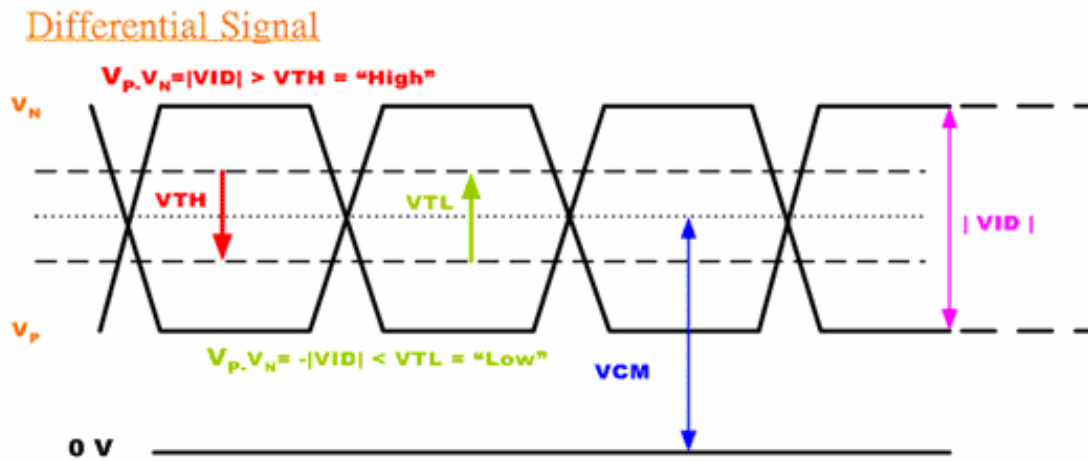 Differential Signal
VP-VN=|VID| > VTH = “High”
VN
VTH
VTL
| VID |
VP
VP-VN= -|VID| < VTL = “Low”
VCM
0 V